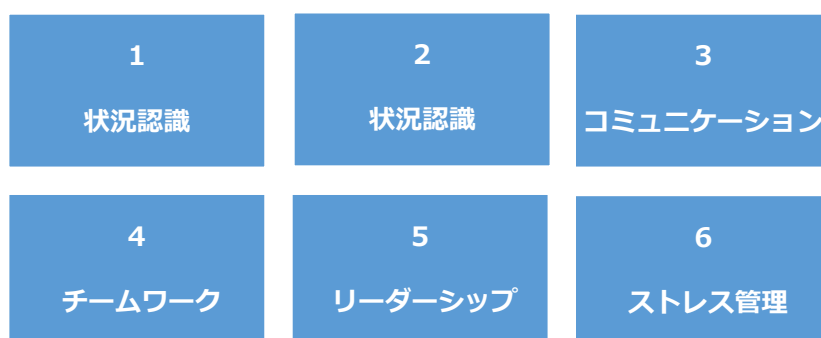 1
状況認識
2
状況認識
3
コミュニケーション
4
チームワーク
5
リーダーシップ
6
ストレス管理